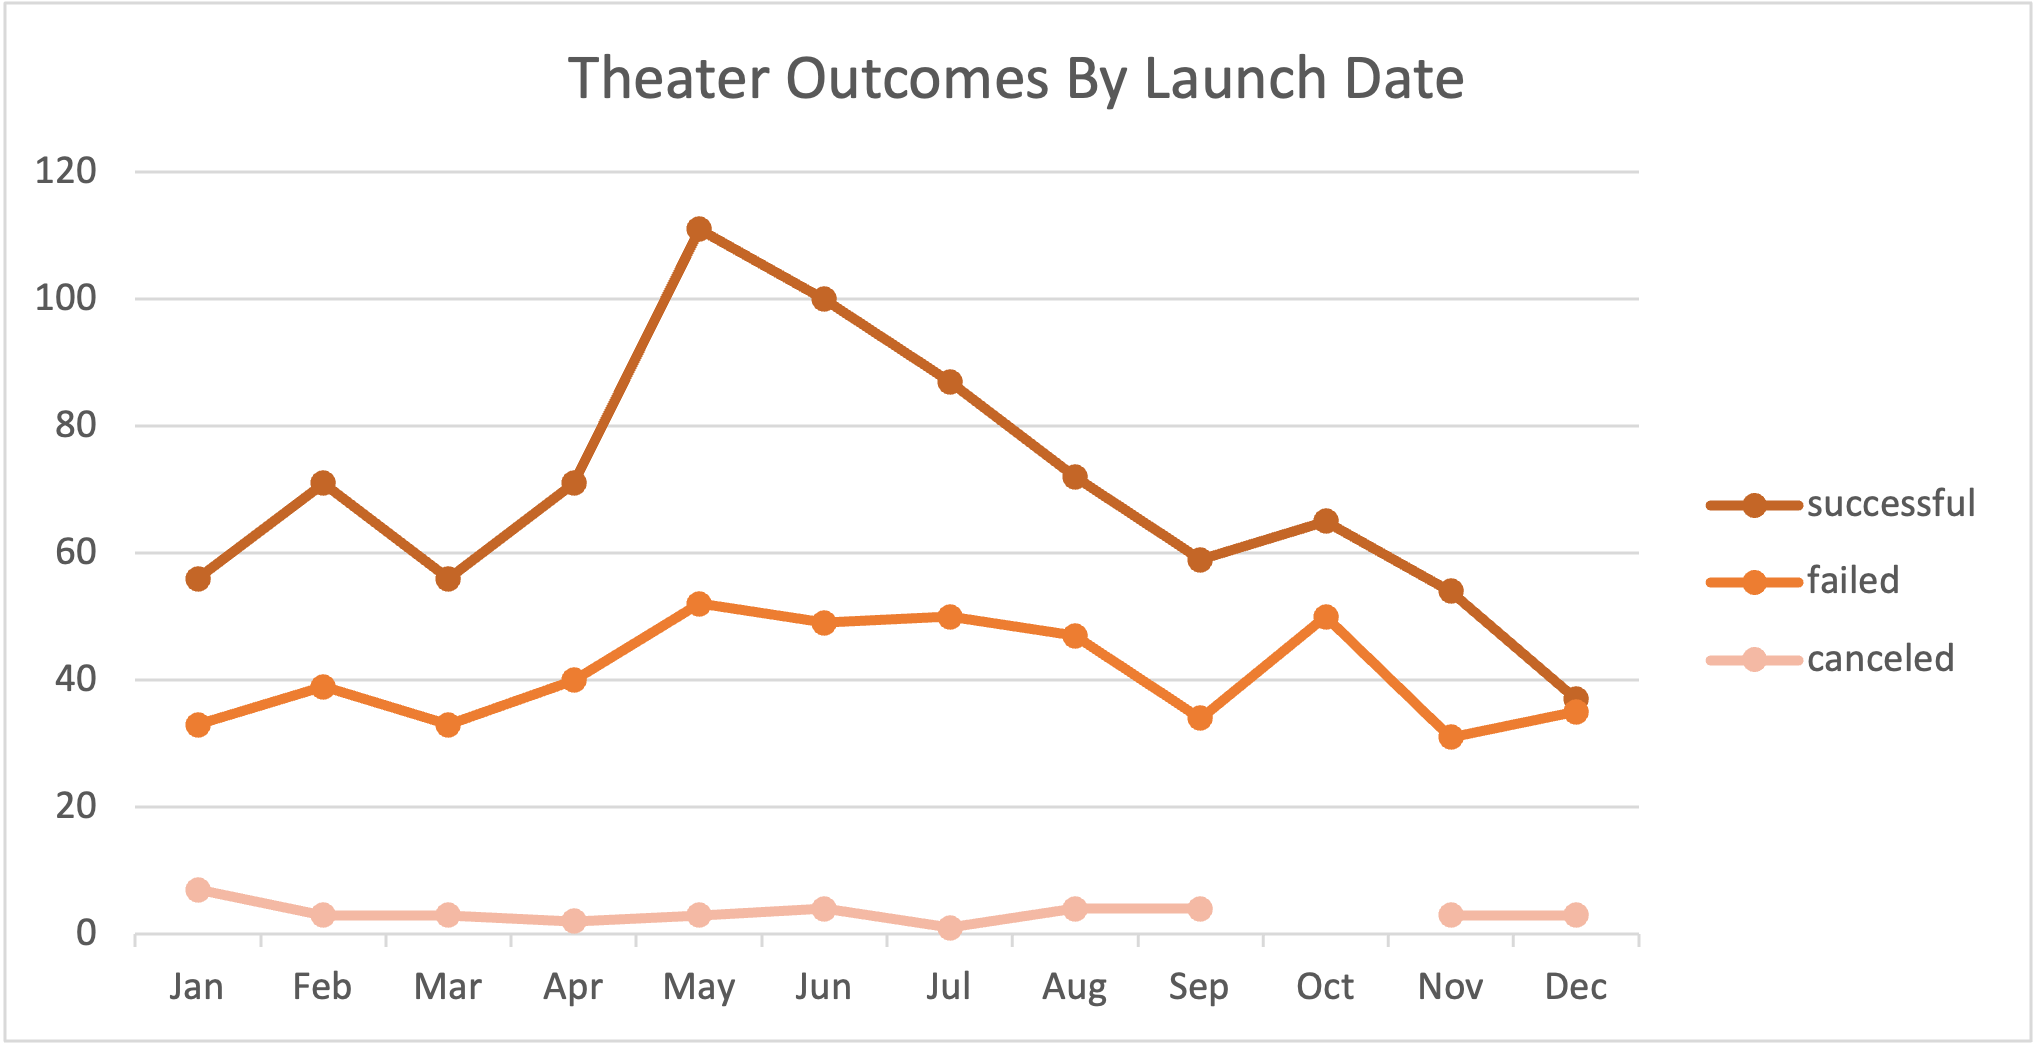 Theater Outcomes By Launch Date
120
100
80
60
40
20
0
Jan Feb Mar Apr May Jun Jul Aug Sep Oct Nov Dec
successful
failed
canceled